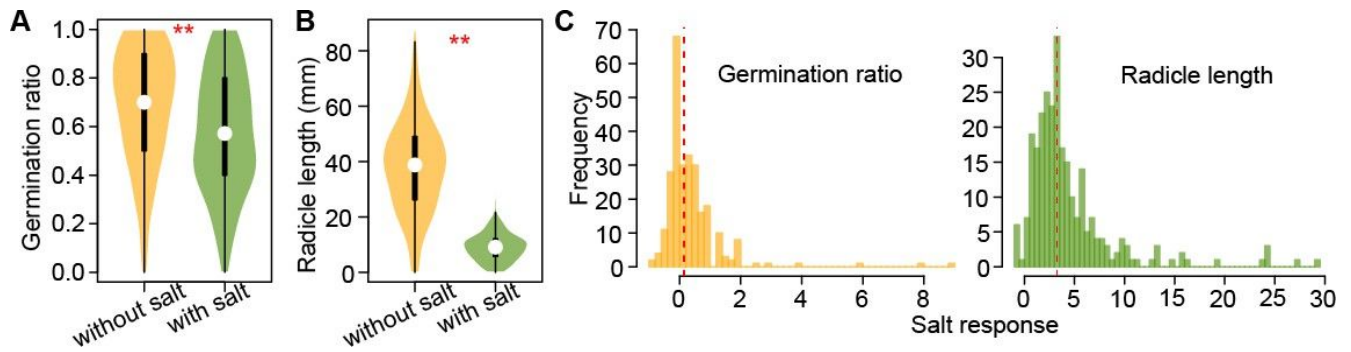 A
Germination ratio
1.0
0.8
0.6
0.4
0.2
0.0
**
without salt
with salt
B
Radicle length (mm)
80
60
40
20
0
**
without salt
with salt
C
Frequency
70
60
50
40
30
20
10
0
Germination ratio
0 2 4 6 8
30
25
20
15
10
5
0
Radicle length
0 5 10 15 20 25 30
Salt response